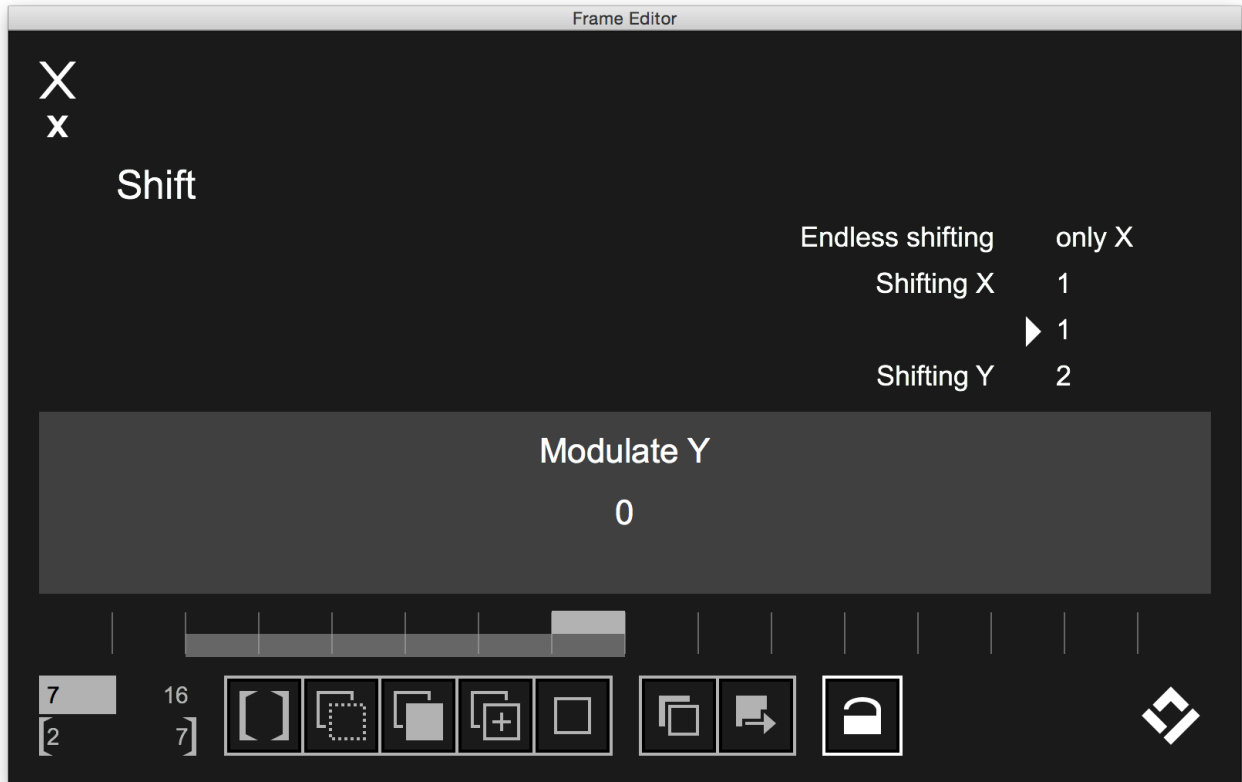 Frame Editor
X
x
Shift
Endless shifting only X
Shifting X 1
1
Shifting Y 2
Modulate Y
0
7 16
[2 7]